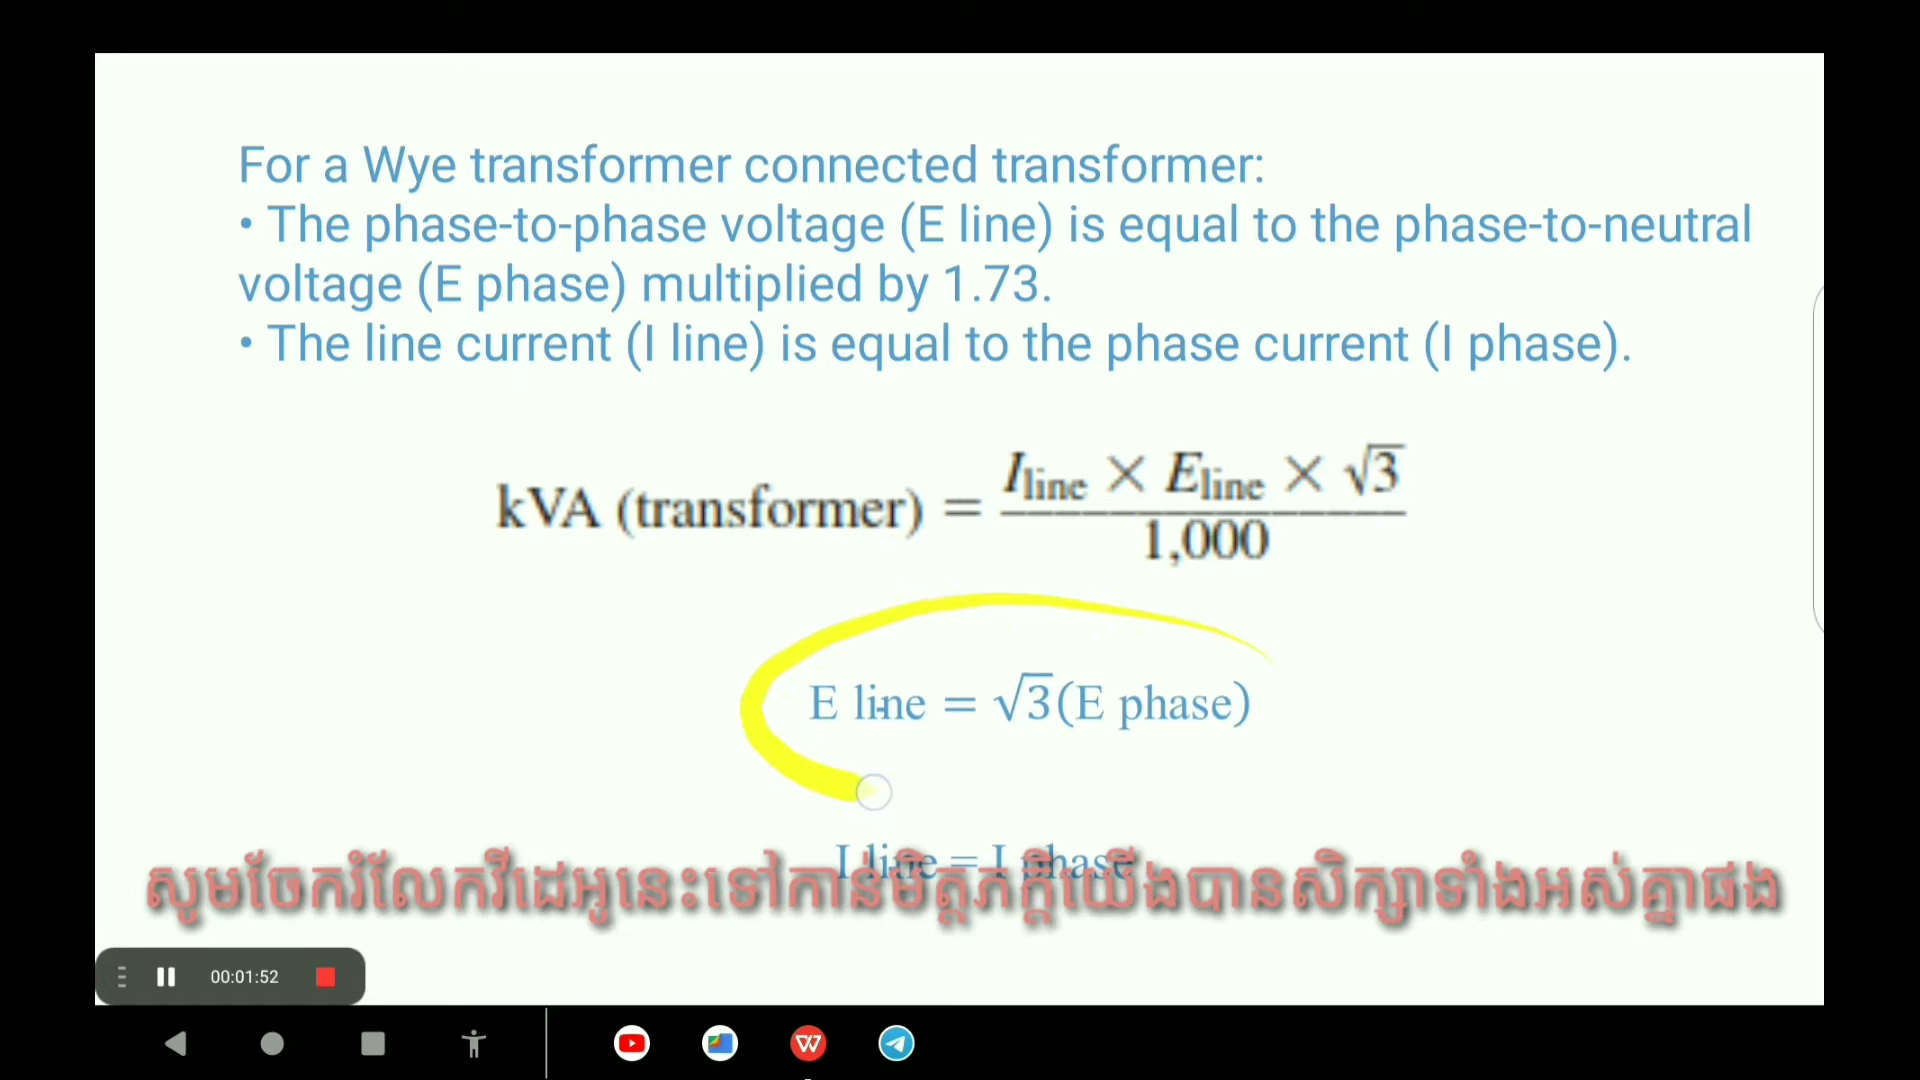 For a Wye transformer connected transformer:
• The phase-to-phase voltage (E line) is equal to the phase-to-neutral
voltage (E phase) multiplied by 1.73.
• The line current (I line) is equal to the phase current (I phase).
kVA (transformer) = I line × E line × √3 / 1,000
E line = √3(E phase)
I line = I phase
សូមចែករំលែកវីដេអូនេះទៅកាន់មិត្តភក្ដិយើងបានសិក្សាទាំងអស់គ្នាផង
00:01:52